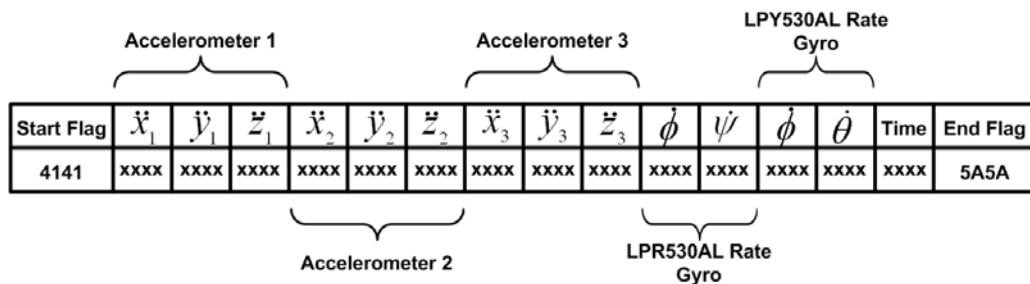 LPY530AL Rate
Gyro
Accelerometer 1
Accelerometer 3
Start Flag ẍ₁ ÿ₁ z̈₁ ẍ₂ ÿ₂ z̈₂ ẍ₃ ÿ₃ z̈₃ ϕ̇ ψ̇ ϕ̇ θ̇ Time End Flag
4141 xxxx xxxx xxxx xxxx xxxx xxxx xxxx xxxx xxxx xxxx xxxx xxxx xxxx xxxx 5A5A
Accelerometer 2
LPR530AL Rate
Gyro